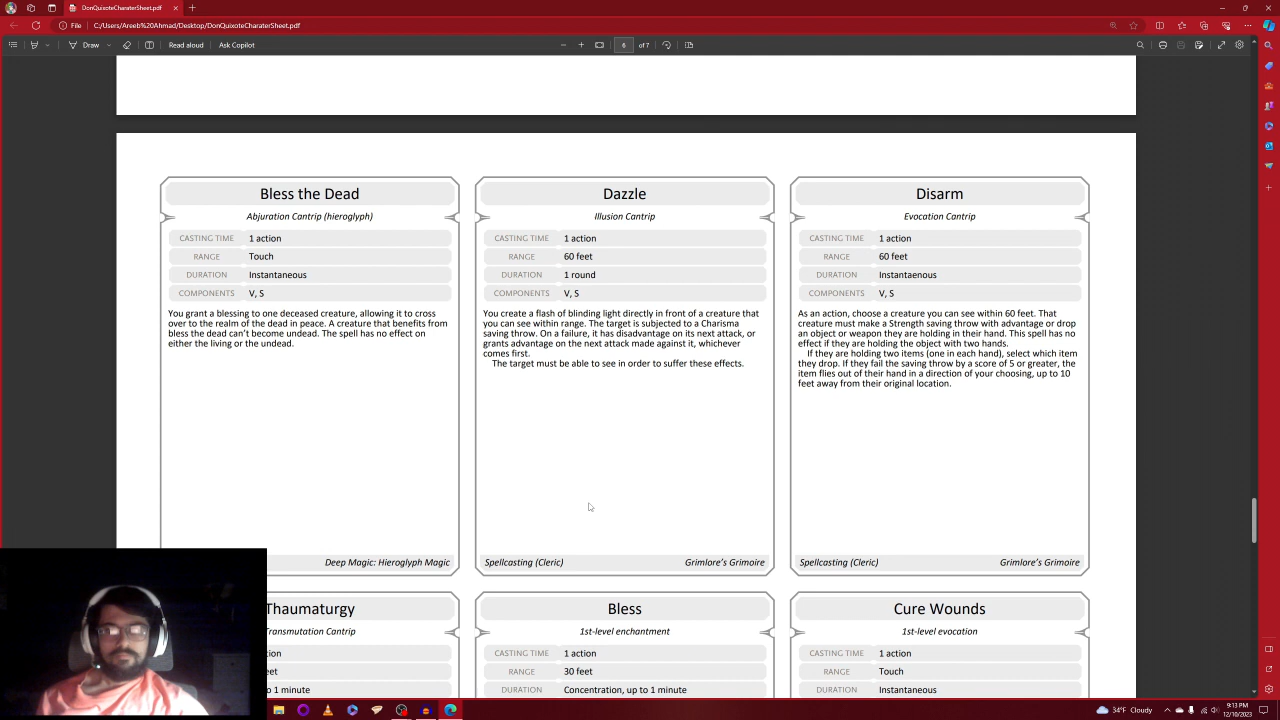 DonQuixoteCharaterSheet.pdf
File
C:/Users/Areeb%20Ahmad/Desktop/DonQuixoteCharaterSheet.pdf
Draw
Read aloud
Ask Copilot
6
of 7
Bless the Dead
Abjuration Cantrip (hieroglyph)
CASTING TIME 1 action
RANGE Touch
DURATION Instantaneous
COMPONENTS V, S
You grant a blessing to one deceased creature, allowing it to cross
over to the realm of the dead in peace. A creature that benefits from
bless the dead can't become undead. The spell has no effect on
either the living or the undead.
Deep Magic: Hieroglyph Magic
Dazzle
Illusion Cantrip
CASTING TIME 1 action
RANGE 60 feet
DURATION 1 round
COMPONENTS V, S
You create a flash of blinding light directly in front of a creature that
you can see within range. The target is subjected to a Charisma
saving throw. On a failure, it has disadvantage on its next attack, or
grants advantage on the next attack made against it, whichever
comes first.
The target must be able to see in order to suffer these effects.
Spellcasting (Cleric) Grimlore's Grimoire
Disarm
Evocation Cantrip
CASTING TIME 1 action
RANGE 60 feet
DURATION Instantaenous
COMPONENTS V, S
As an action, choose a creature you can see within 60 feet. That
creature must make a Strength saving throw with advantage or drop
an object or weapon they are holding in their hand. This spell has no
effect if they are holding the object with two hands.
If they are holding two items (one in each hand), select which item
they drop. If they fail the saving throw by a score of 5 or greater, the
item flies out of their hand in a direction of your choosing, up to 10
feet away from their original location.
Spellcasting (Cleric) Grimlore's Grimoire
Thaumaturgy
Transmutation Cantrip
tion
eet
o 1 minute
Bless
1st-level enchantment
CASTING TIME 1 action
RANGE 30 feet
DURATION Concentration, up to 1 minute
Cure Wounds
1st-level evocation
CASTING TIME 1 action
RANGE Touch
DURATION Instantaneous
34°F Cloudy
9:13 PM
12/10/2023